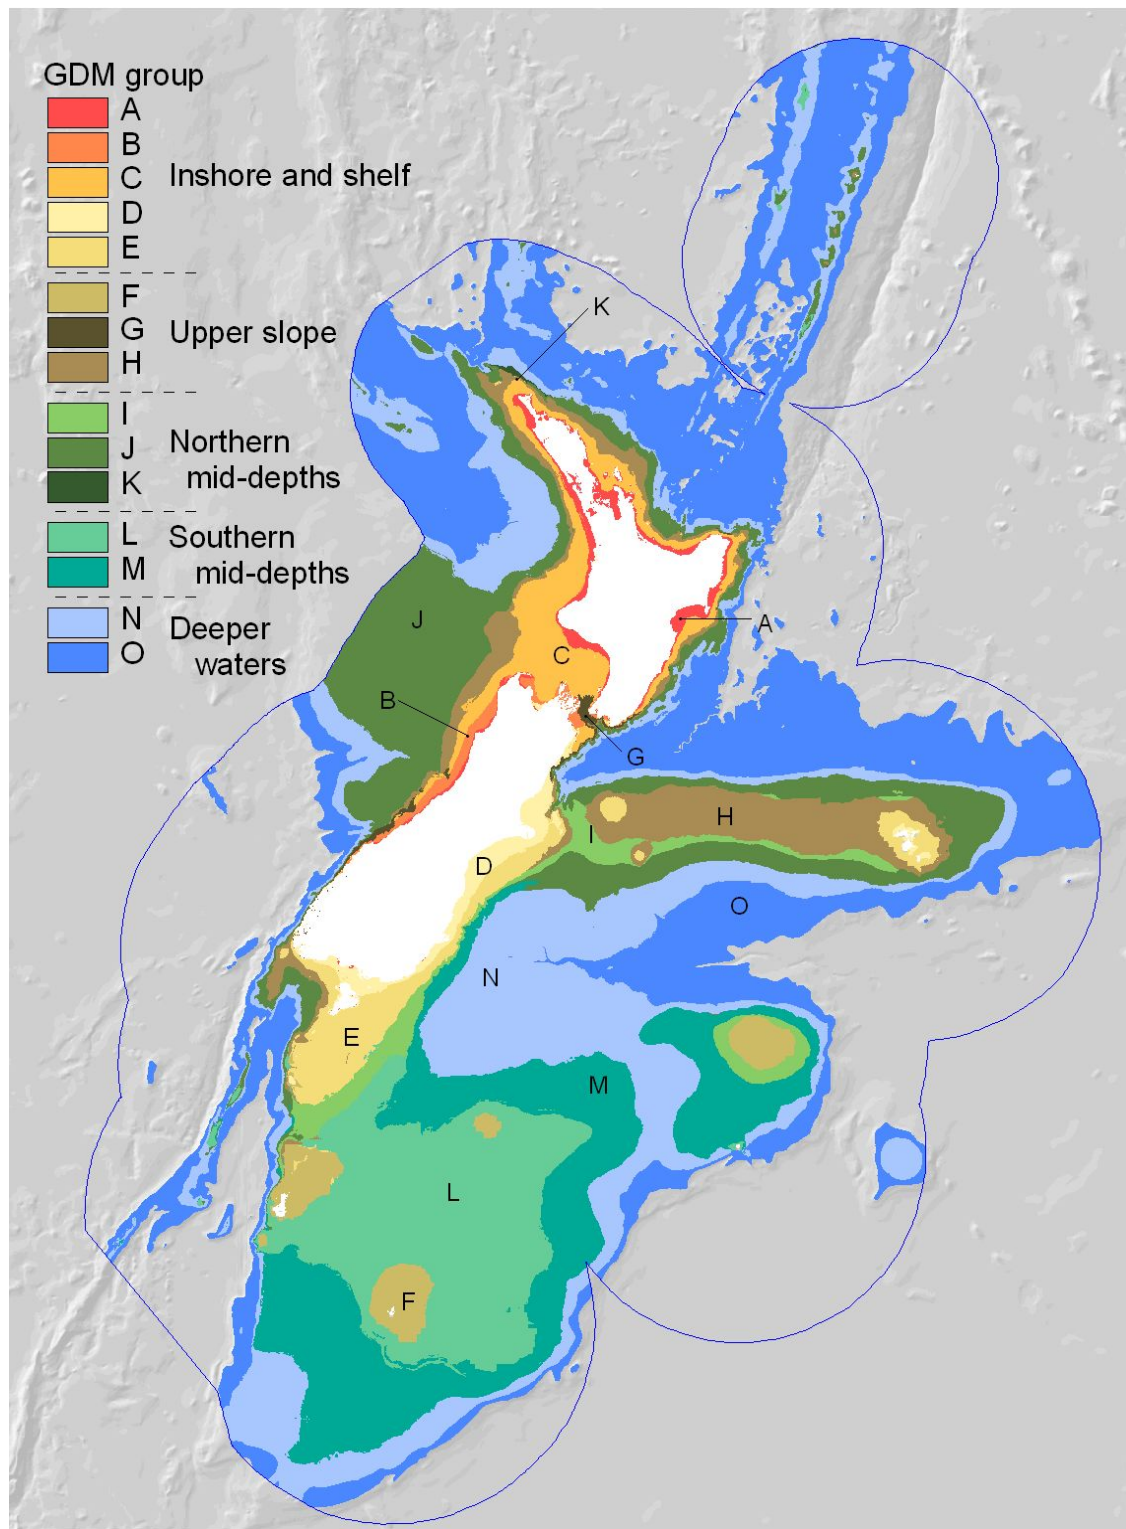 GDM group
A
B
C
Inshore and shelf
D
E
F
G
Upper slope
H
I
J
Northern
mid-depths
K
L
Southern
M
mid-depths
N
Deeper
O
waters
K
J
A
C
B
G
H
I
D
O
N
E
M
L
F